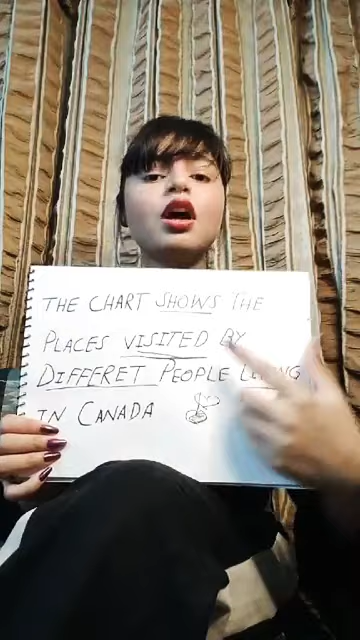 THE CHART SHOWS THE
PLACES VISITED BY
DIFFERET PEOPLE
IN CANADA